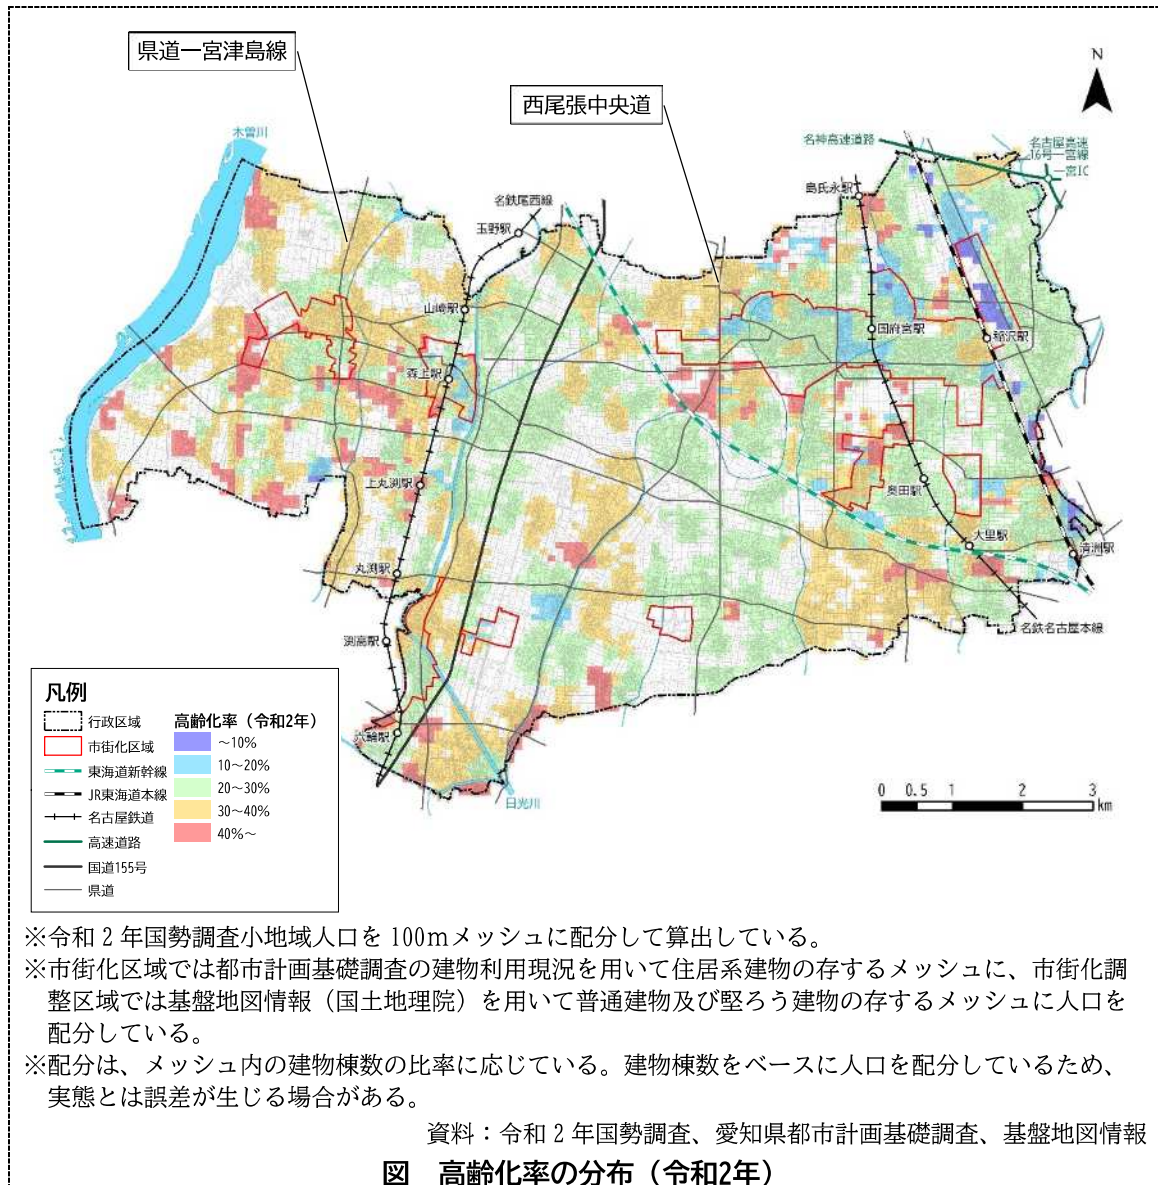 県道一宮津島線
西尾張中央道
N
木曽川
名神高速道路
名古屋高速
16号一宮線
一宮IC
島氏永駅
名鉄尾西線
玉野駅
山崎駅
国府宮駅
稲沢駅
森上駅
上丸渕駅
奥田駅
大里駅
清洲駅
丸渕駅
渕高駅
名鉄名古屋本線
六輪駅
日光川
凡例
行政区域
市街化区域
東海道新幹線
JR東海道本線
名古屋鉄道
高速道路
国道155号
県道
高齢化率（令和2年）
～10%
10～20%
20～30%
30～40%
40%～
0 0.5 1 2 3
km
※令和２年国勢調査小地域人口を100mメッシュに配分して算出している。
※市街化区域では都市計画基礎調査の建物利用現況を用いて住居系建物の存するメッシュに、市街化調
整区域では基盤地図情報（国土地理院）を用いて普通建物及び堅ろう建物の存するメッシュに人口を
配分している。
※配分は、メッシュ内の建物棟数の比率に応じている。建物棟数をベースに人口を配分しているため、
実態とは誤差が生じる場合がある。
資料：令和２年国勢調査、愛知県都市計画基礎調査、基盤地図情報
図　高齢化率の分布（令和2年）